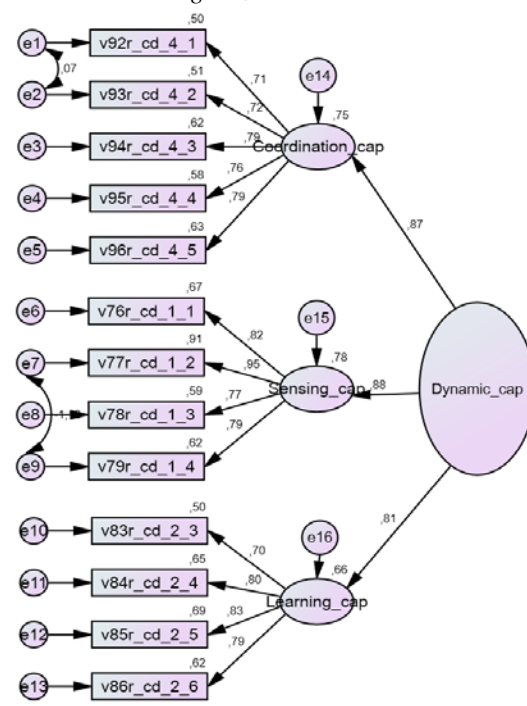 ,50
e1 v92r_cd_4_1
,07
,71
e14
,51
e2 v93r_cd_4_2
,72
,75
,62
e3 v94r_cd_4_3
,79
Coordination_cap
,58
e4 v95r_cd_4_4
,76
,63
e5 v96r_cd_4_5
,79
,87
,67
e6 v76r_cd_1_1
,82
e15
,91
e7 v77r_cd_1_2
,95
,78
Sensing_cap
,88
Dynamic_cap
,59
e8 v78r_cd_1_3
,77
,62
e9 v79r_cd_1_4
,79
,50
e10 v83r_cd_2_3
,70
e16
,81
,65
e11 v84r_cd_2_4
,80
,66
Learning_cap
,69
e12 v85r_cd_2_5
,83
,62
e13 v86r_cd_2_6
,79